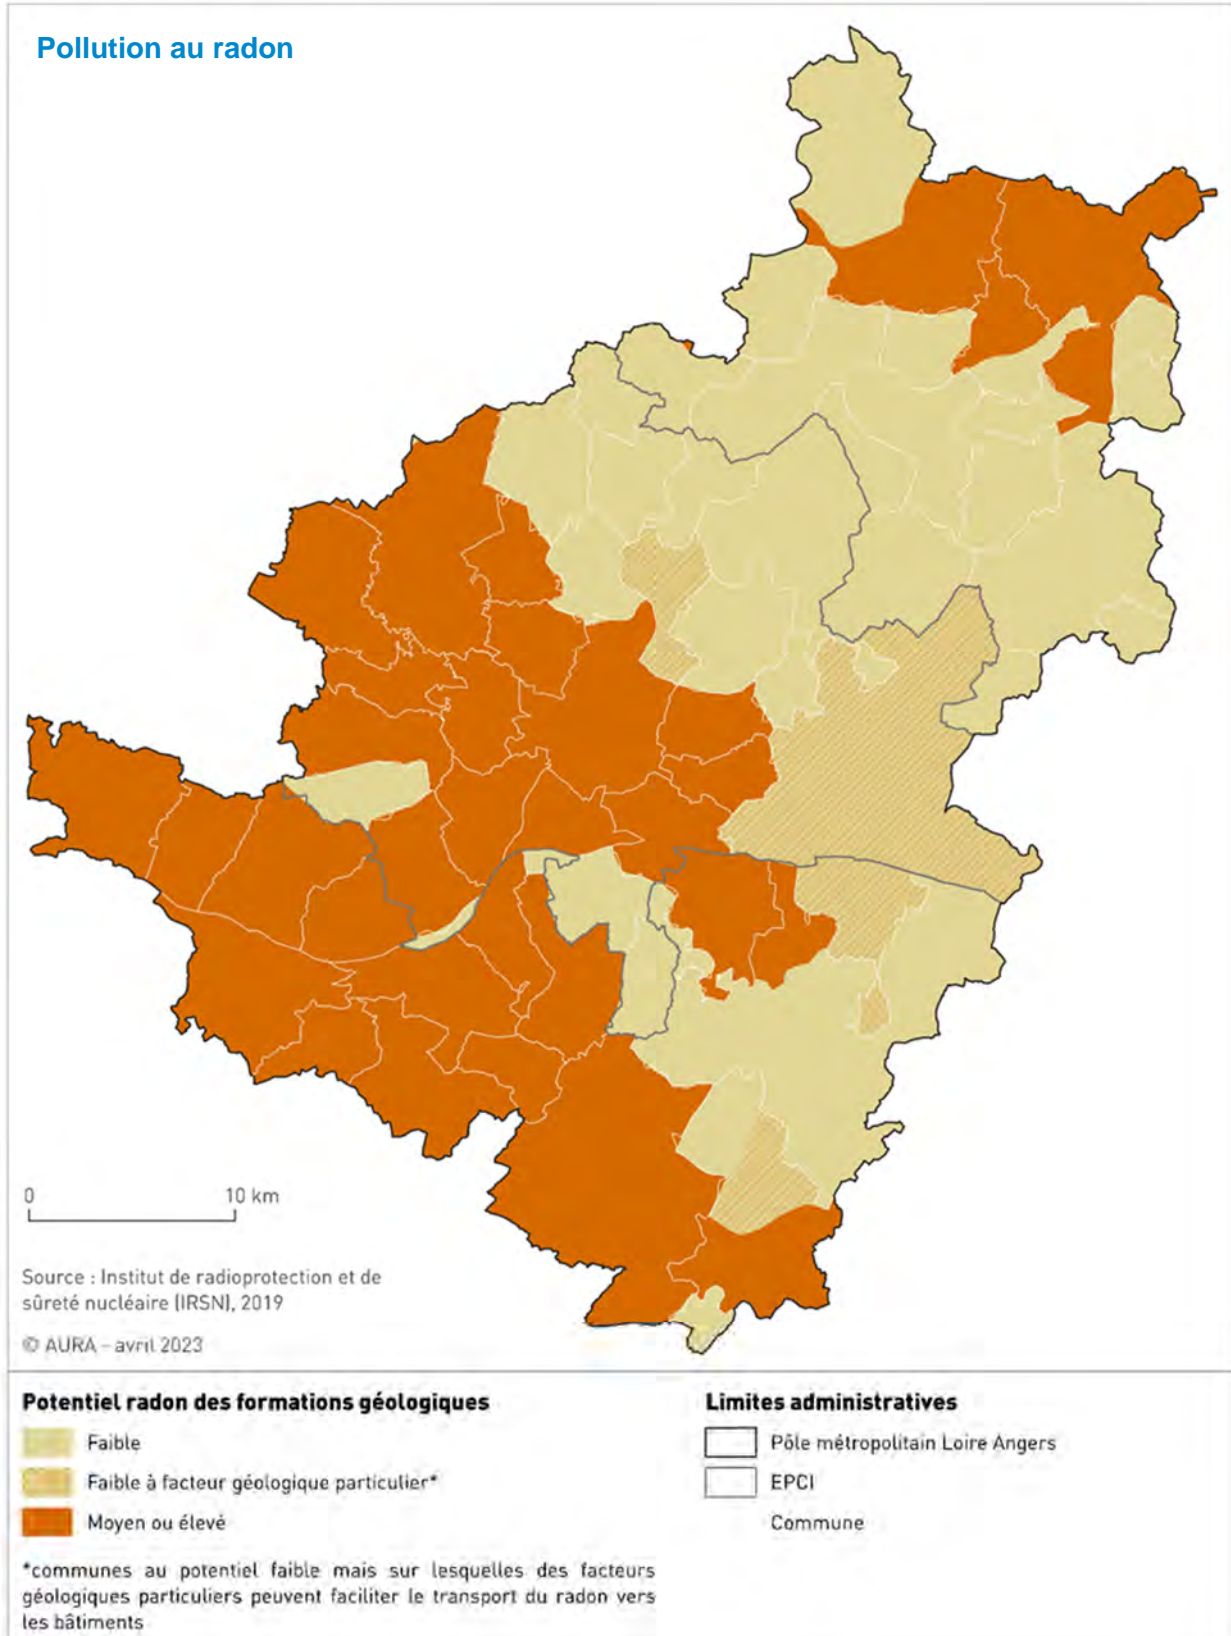 Pollution au radon
0 10 km
Source : Institut de radioprotection et de
sûreté nucléaire (IRSN), 2019
© AURA - avril 2023
Potentiel radon des formations géologiques
Faible
Faible à facteur géologique particulier*
Moyen ou élevé
*communes au potentiel faible mais sur lesquelles des facteurs
géologiques particuliers peuvent faciliter le transport du radon vers
les bâtiments
Limites administratives
Pôle métropolitain Loire Angers
EPCI
Commune